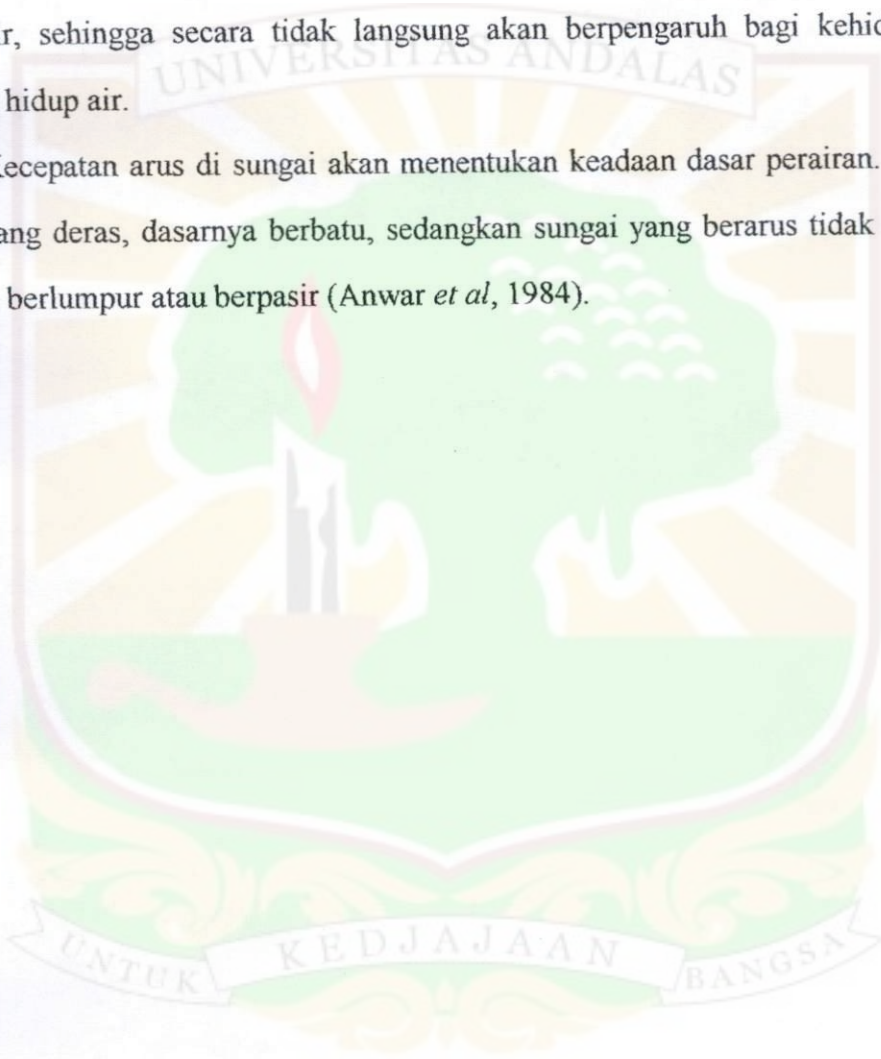 r, sehingga secara tidak langsung akan berpengaruh bagi kehid
UNIVERSITAS ANDALAS
hidup air.
ecepatan arus di sungai akan menentukan keadaan dasar perairan.
ang deras, dasarnya berbatu, sedangkan sungai yang berarus tidak
berlumpur atau berpasir (Anwar et al, 1984).
UNTUK KEDJAJAAN BANGSA